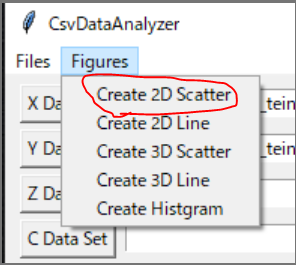 CsvDataAnalyzer
Files Figures
Create 2D Scatter
Create 2D Line
Create 3D Scatter
Create 3D Line
Create Histgram
X Da
_tein
Y Da
_tein
Z Da
C Data Set